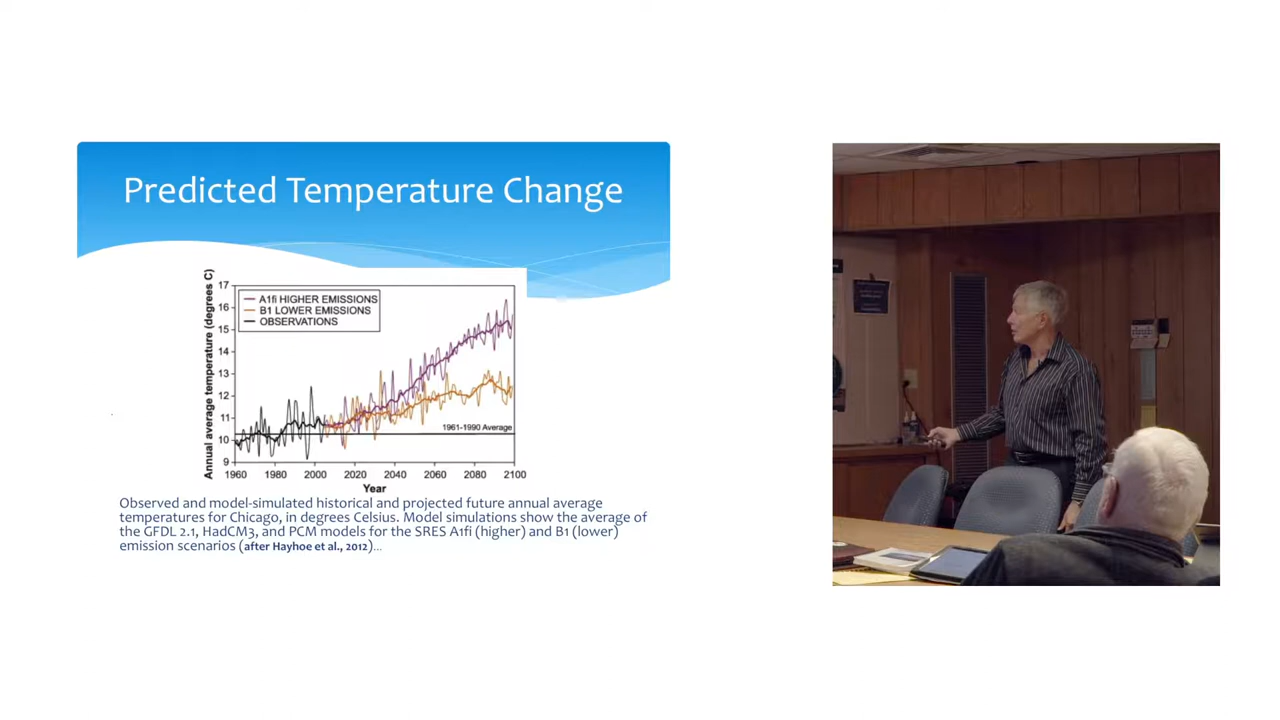 Predicted Temperature Change
Annual average temperature (degrees C)
17
16
15
14
13
12
11
10
9
A1fi HIGHER EMISSIONS
B1 LOWER EMISSIONS
OBSERVATIONS
1961-1990 Average
1960 1980 2000 2020 2040 2060 2080 2100
Year
Observed and model-simulated historical and projected future annual average
temperatures for Chicago, in degrees Celsius. Model simulations show the average of
the GFDL 2.1, HadCM3, and PCM models for the SRES A1fi (higher) and B1 (lower)
emission scenarios (after Hayhoe et al., 2012)...